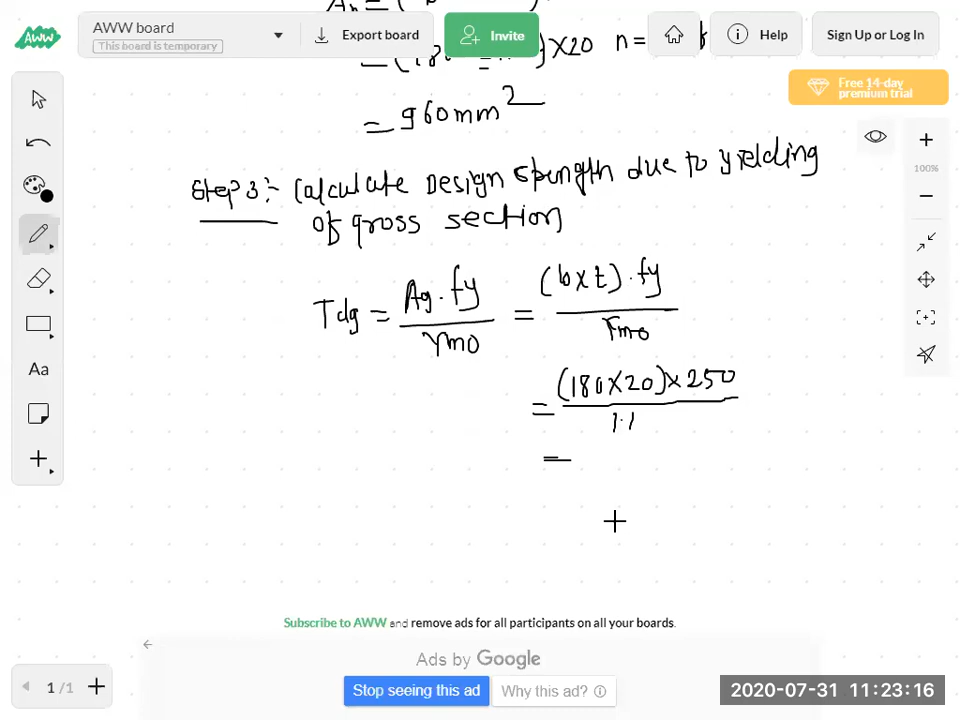 AWW board
This board is temporary
Export board
Invite
Help
Sign Up or Log In
Free 14-day
premium trial
100%
×20 n=
= 960mm2
Step 3:- Calculate Design strength due to yielding
of gross section
Tdg = Ag·fy/γm0 = (b×t)·fy/γm0
= (180×20)×250/1.1
=
Aa
Subscribe to AWW and remove ads for all participants on all your boards.
Ads by Google
Stop seeing this ad
Why this ad?
1 /1
2020-07-31 11:23:16